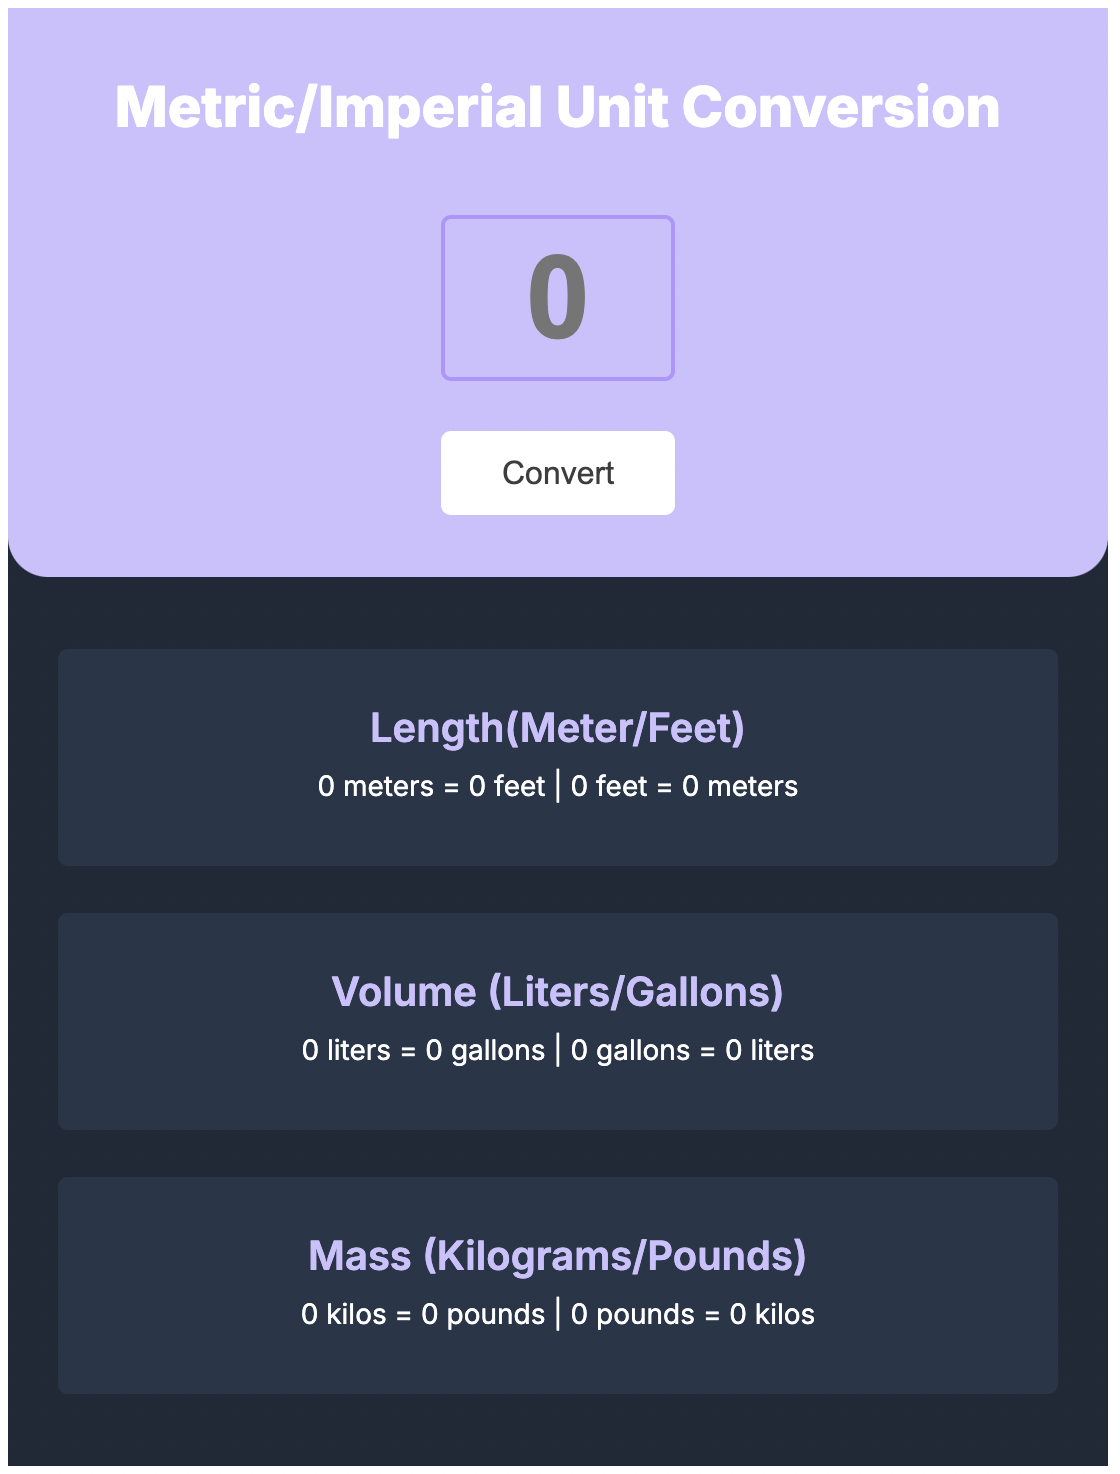 Metric/Imperial Unit Conversion
0
Convert
Length(Meter/Feet)
0 meters = 0 feet | 0 feet = 0 meters
Volume (Liters/Gallons)
0 liters = 0 gallons | 0 gallons = 0 liters
Mass (Kilograms/Pounds)
0 kilos = 0 pounds | 0 pounds = 0 kilos